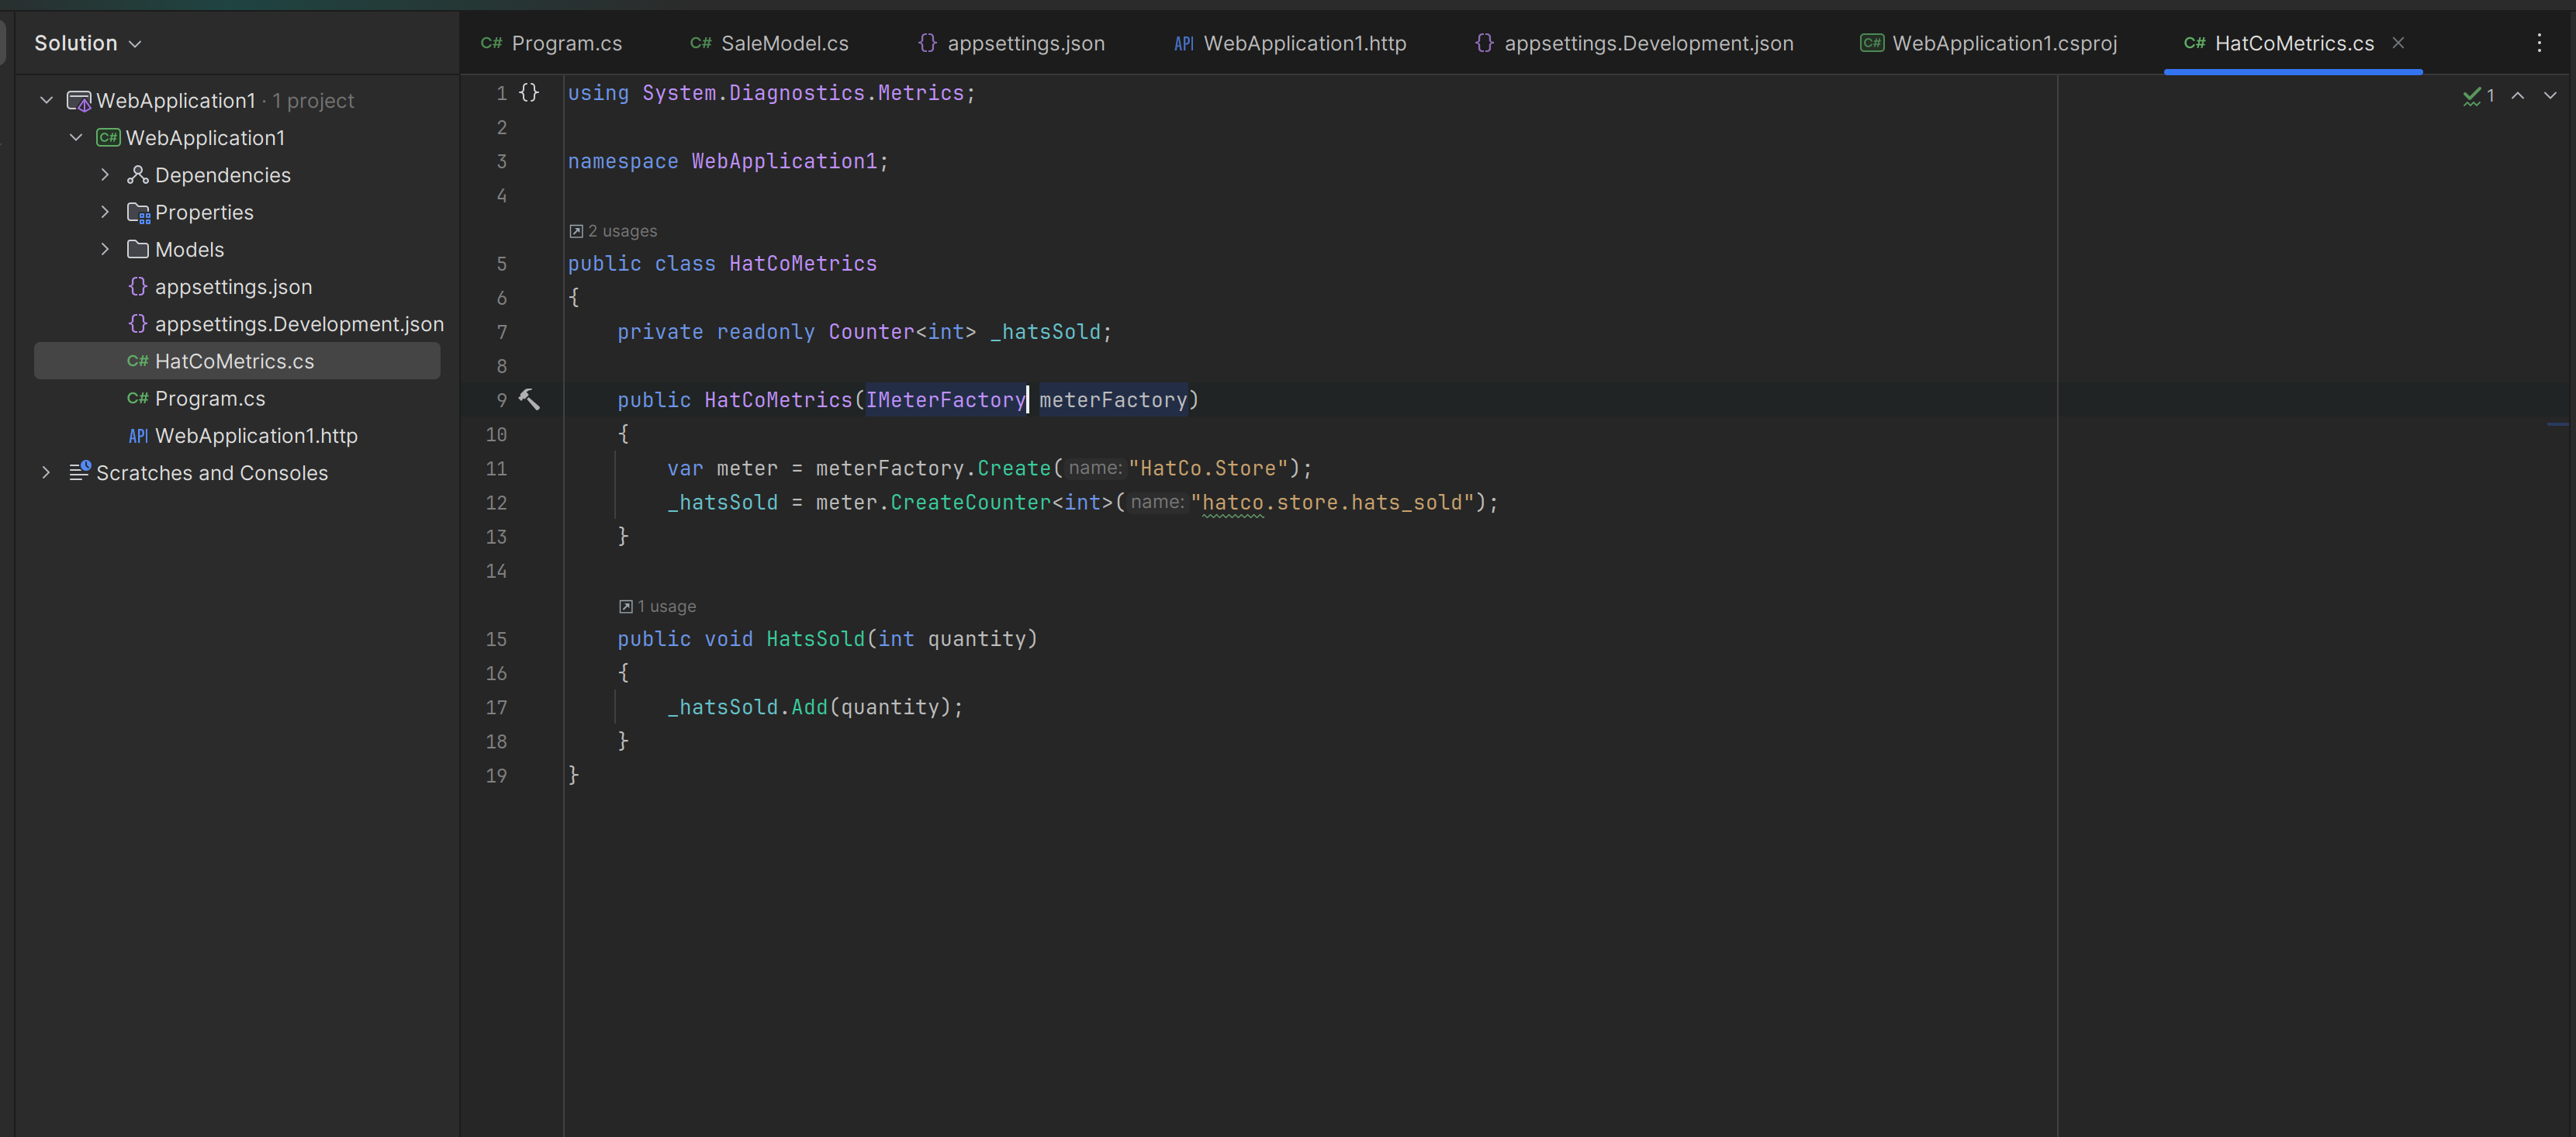 Solution
Program.cs
SaleModel.cs
appsettings.json
WebApplication1.http
appsettings.Development.json
WebApplication1.csproj
HatCoMetrics.cs
WebApplication1 · 1 project
WebApplication1
Dependencies
Properties
Models
appsettings.json
appsettings.Development.json
C# HatCoMetrics.cs
C# Program.cs
API WebApplication1.http
Scratches and Consoles
1 {} using System.Diagnostics.Metrics;
2
3 namespace WebApplication1;
4
2 usages
5 public class HatCoMetrics
6 {
7 private readonly Counter<int> _hatsSold;
8
9 public HatCoMetrics(IMeterFactory meterFactory)
10 {
11 var meter = meterFactory.Create( name: "HatCo.Store");
12 _hatsSold = meter.CreateCounter<int>( name: "hatco.store.hats_sold");
13 }
14
1 usage
15 public void HatsSold(int quantity)
16 {
17 _hatsSold.Add(quantity);
18 }
19 }
1